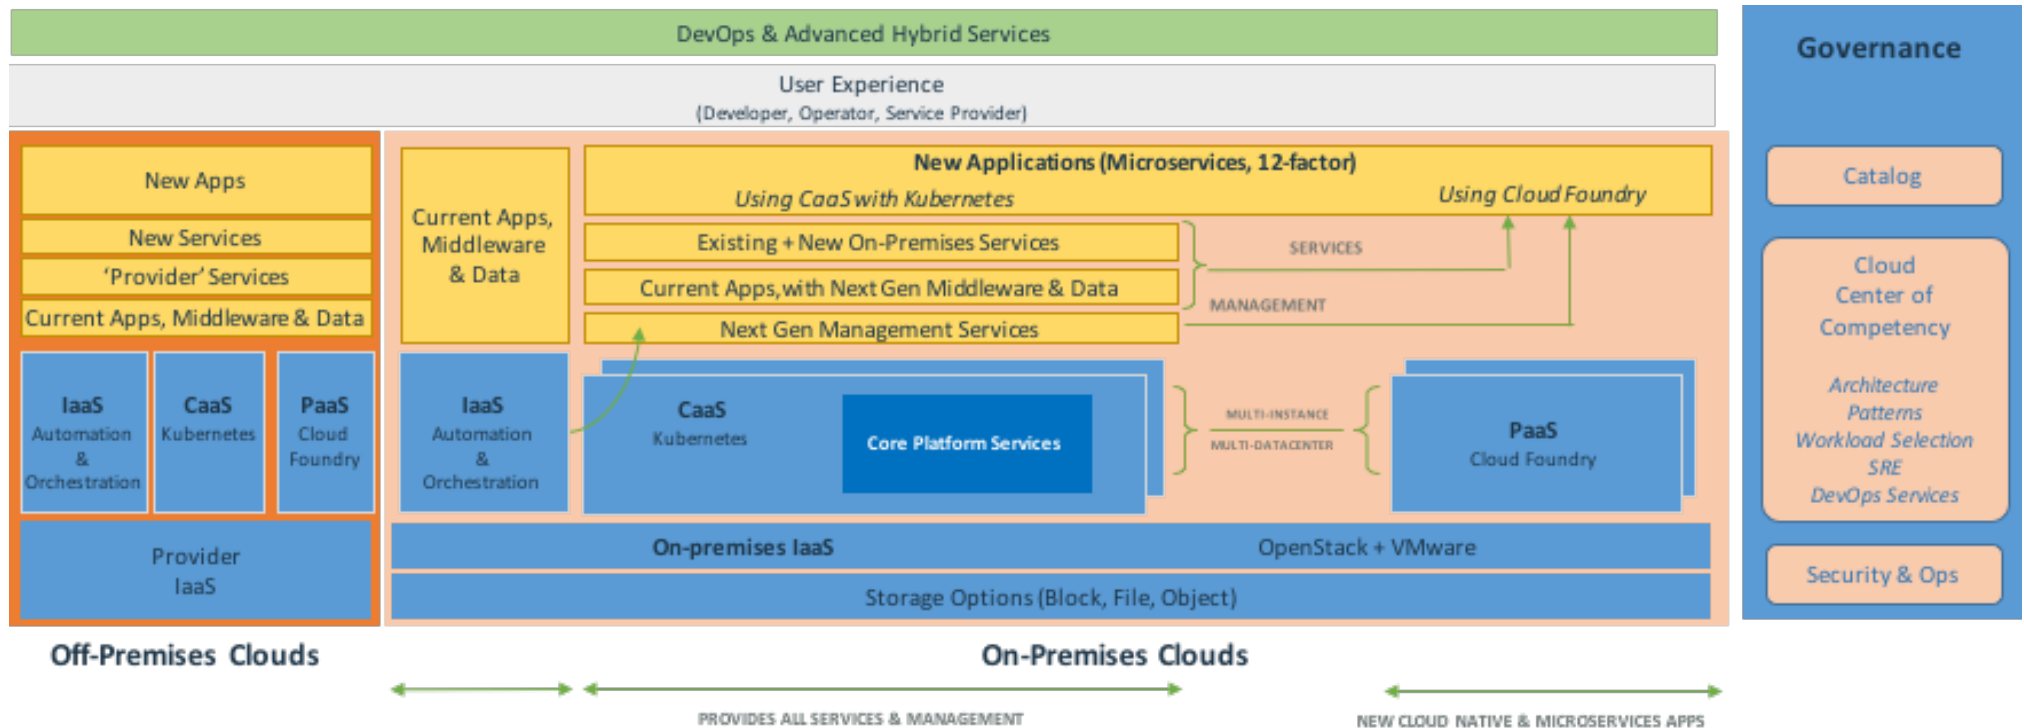 DevOps & Advanced Hybrid Services
User Experience
(Developer, Operator, Service Provider)
New Apps
New Services
‘Provider’ Services
Current Apps, Middleware & Data
IaaS
Automation
&
Orchestration
CaaS
Kubernetes
PaaS
Cloud
Foundry
Provider
IaaS
Off-Premises Clouds
Current Apps,
Middleware
& Data
New Applications (Microservices, 12-factor)
Using CaaS with Kubernetes
Using Cloud Foundry
Existing + New On-Premises Services
Current Apps, with Next Gen Middleware & Data
Next Gen Management Services
SERVICES
MANAGEMENT
IaaS
Automation
&
Orchestration
CaaS
Kubernetes
Core Platform Services
MULTI-INSTANCE
MULTI-DATACENTER
PaaS
Cloud Foundry
On-premises IaaS
OpenStack + VMware
Storage Options (Block, File, Object)
On-Premises Clouds
PROVIDES ALL SERVICES & MANAGEMENT
NEW CLOUD NATIVE & MICROSERVICES APPS
Governance
Catalog
Cloud
Center of
Competency
Architecture
Patterns
Workload Selection
SRE
DevOps Services
Security & Ops